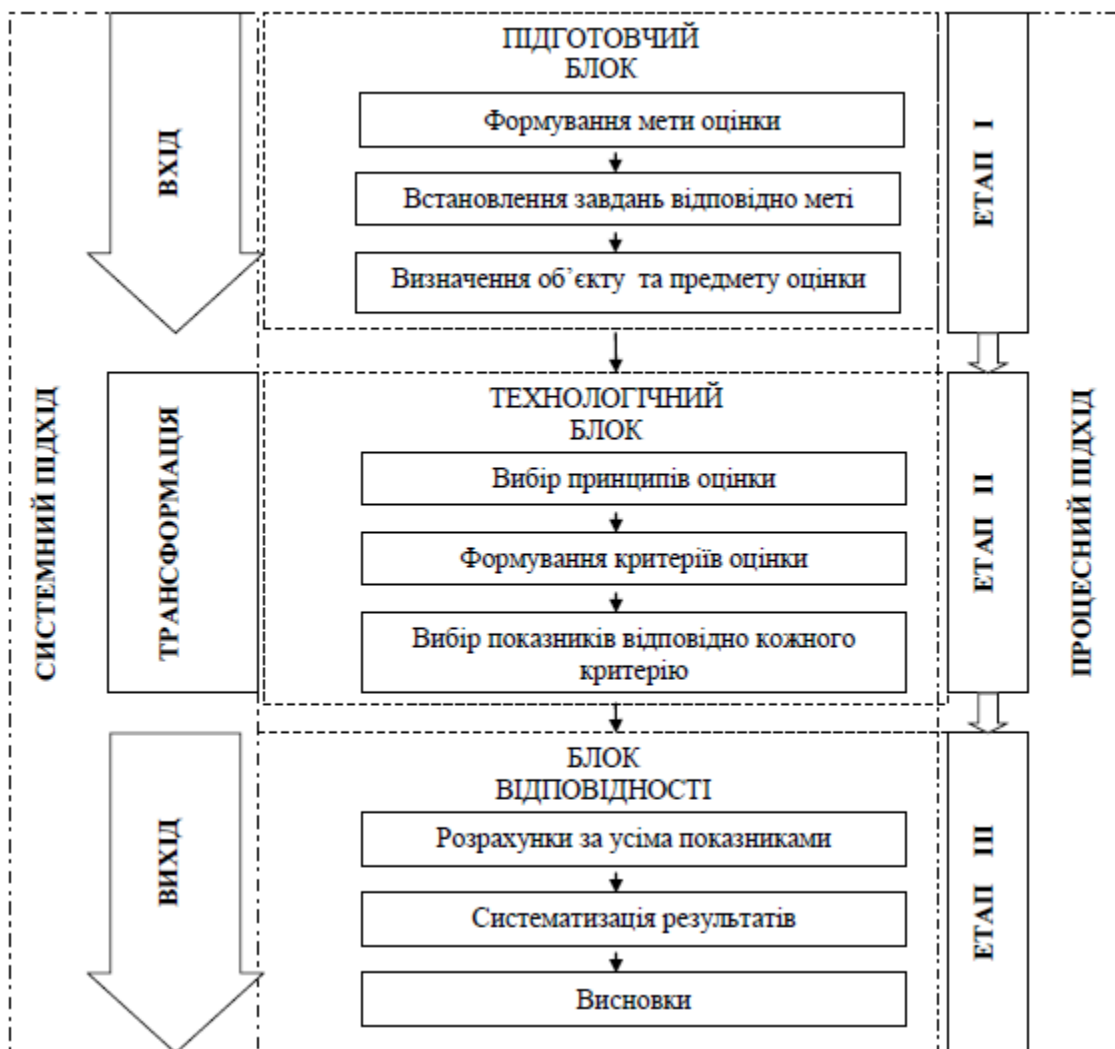 СИСТЕМНИЙ ПІДХІД
ВХІД
ПІДГОТОВЧИЙ
БЛОК
Формування мети оцінки
Встановлення завдань відповідно меті
Визначення об’єкту та предмету оцінки
ЕТАП І
ТРАНСФОРМАЦІЯ
ТЕХНОЛОГІЧНИЙ
БЛОК
Вибір принципів оцінки
Формування критеріїв оцінки
Вибір показників відповідно кожного
критерію
ЕТАП ІІ
ПРОЦЕСНИЙ ПІДХІД
ВИХІД
БЛОК
ВІДПОВІДНОСТІ
Розрахунки за усіма показниками
Систематизація результатів
Висновки
ЕТАП ІІІ